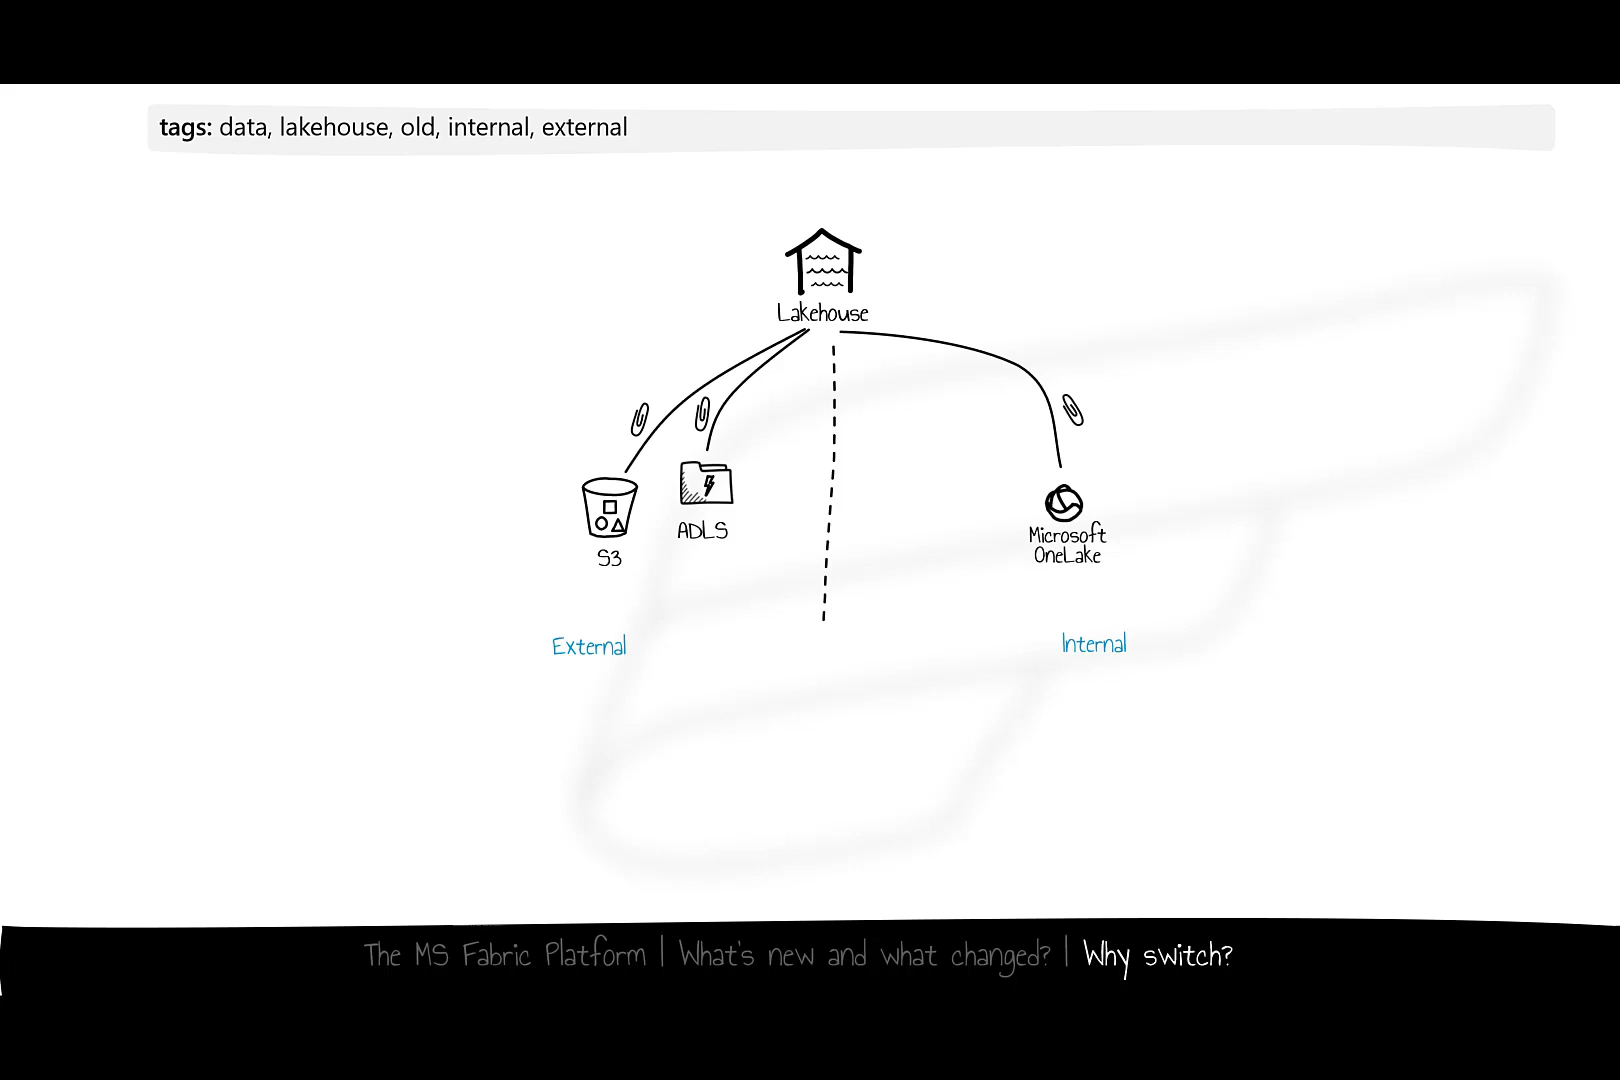 tags: data, lakehouse, old, internal, external
Lakehouse
S3
ADLS
Microsoft
OneLake
External
Internal
The MS Fabric Platform | What's new and what changed? | Why switch?